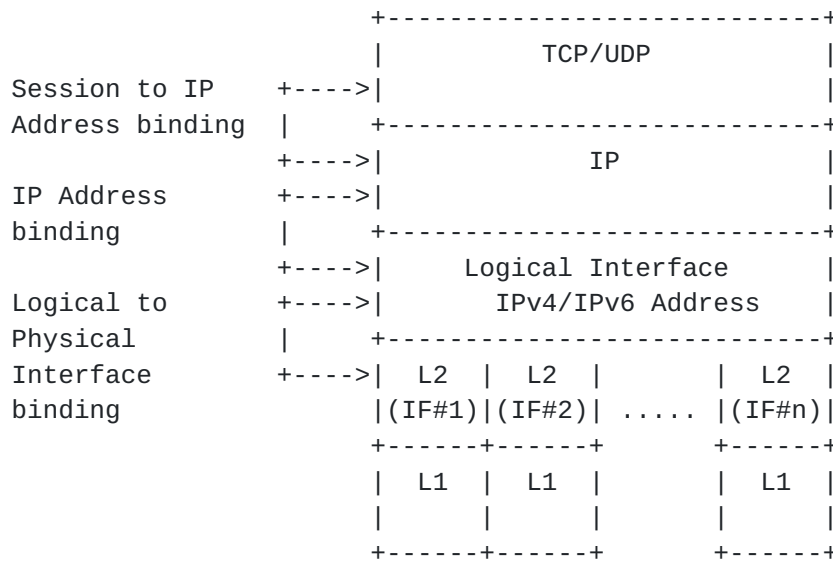 +----------------------------+
|          TCP/UDP           |
Session to IP    +---->|                            |
Address binding  |     +----------------------------+
                 +---->|             IP             |
IP Address       +---->|                            |
binding          |     +----------------------------+
                 +---->|     Logical Interface      |
Logical to       +---->|       IPv4/IPv6 Address    |
Physical         |     +----------------------------+
Interface        +---->|  L2  |  L2  |       |  L2  |
binding                |(IF#1)|(IF#2)| ..... |(IF#n)|
                       +------+------+       +------+
                       |  L1  |  L1  |       |  L1  |
                       |      |      |       |      |
                       +------+------+       +------+